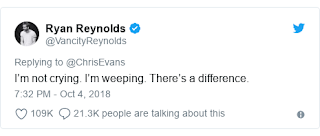 Ryan Reynolds
@VancityReynolds
Replying to @ChrisEvans
I'm not crying. I'm weeping. There's a difference.
7:32 PM - Oct 4, 2018
109K 21.3K people are talking about this